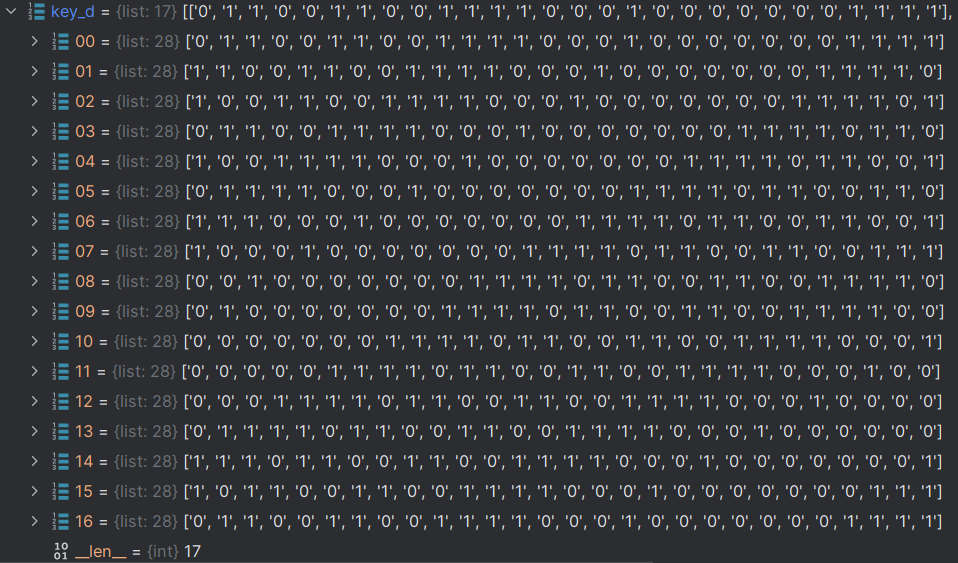 key_d = {list: 17} [['0', '1', '1', '0', '0', '1', '1', '0', '0', '1', '1', '1', '1', '0', '0', '0', '1', '0', '0', '0', '0', '0', '0', '0', '1', '1', '1', '1'],
00 = {list: 28} ['0', '1', '1', '0', '0', '1', '1', '0', '0', '1', '1', '1', '1', '0', '0', '0', '1', '0', '0', '0', '0', '0', '0', '0', '1', '1', '1', '1']
01 = {list: 28} ['1', '1', '0', '0', '1', '1', '0', '0', '1', '1', '1', '1', '0', '0', '0', '1', '0', '0', '0', '0', '0', '0', '0', '1', '1', '1', '1', '0']
02 = {list: 28} ['1', '0', '0', '1', '1', '0', '0', '1', '1', '1', '1', '0', '0', '0', '1', '0', '0', '0', '0', '0', '0', '0', '1', '1', '1', '1', '0', '1']
03 = {list: 28} ['0', '1', '1', '0', '0', '1', '1', '1', '1', '0', '0', '0', '1', '0', '0', '0', '0', '0', '0', '0', '1', '1', '1', '1', '0', '1', '1', '0']
04 = {list: 28} ['1', '0', '0', '1', '1', '1', '1', '0', '0', '0', '1', '0', '0', '0', '0', '0', '0', '0', '1', '1', '1', '1', '0', '1', '1', '0', '0', '1']
05 = {list: 28} ['0', '1', '1', '1', '1', '0', '0', '0', '1', '0', '0', '0', '0', '0', '0', '0', '1', '1', '1', '1', '0', '1', '1', '0', '0', '1', '1', '0']
06 = {list: 28} ['1', '1', '1', '0', '0', '0', '1', '0', '0', '0', '0', '0', '0', '0', '1', '1', '1', '1', '0', '1', '1', '0', '0', '1', '1', '0', '0', '1']
07 = {list: 28} ['1', '0', '0', '0', '1', '0', '0', '0', '0', '0', '0', '0', '1', '1', '1', '1', '0', '1', '1', '0', '0', '1', '1', '0', '0', '1', '1', '1']
08 = {list: 28} ['0', '0', '1', '0', '0', '0', '0', '0', '0', '0', '1', '1', '1', '1', '0', '1', '1', '0', '0', '1', '1', '0', '0', '1', '1', '1', '1', '0']
09 = {list: 28} ['0', '1', '0', '0', '0', '0', '0', '0', '0', '1', '1', '1', '1', '0', '1', '1', '0', '0', '1', '1', '0', '0', '1', '1', '1', '1', '0', '0']
10 = {list: 28} ['0', '0', '0', '0', '0', '0', '0', '1', '1', '1', '1', '0', '1', '1', '0', '0', '1', '1', '0', '0', '1', '1', '1', '1', '0', '0', '0', '1']
11 = {list: 28} ['0', '0', '0', '0', '0', '1', '1', '1', '1', '0', '1', '1', '0', '0', '1', '1', '0', '0', '1', '1', '1', '1', '0', '0', '0', '1', '0', '0']
12 = {list: 28} ['0', '0', '0', '1', '1', '1', '1', '0', '1', '1', '0', '0', '1', '1', '0', '0', '1', '1', '1', '1', '0', '0', '0', '1', '0', '0', '0', '0']
13 = {list: 28} ['0', '1', '1', '1', '1', '0', '1', '1', '0', '0', '1', '1', '0', '0', '1', '1', '1', '1', '0', '0', '0', '1', '0', '0', '0', '0', '0', '0']
14 = {list: 28} ['1', '1', '1', '0', '1', '1', '0', '0', '1', '1', '0', '0', '1', '1', '1', '1', '0', '0', '0', '1', '0', '0', '0', '0', '0', '0', '0', '1']
15 = {list: 28} ['1', '0', '1', '1', '0', '0', '1', '1', '0', '0', '1', '1', '1', '1', '0', '0', '0', '1', '0', '0', '0', '0', '0', '0', '0', '1', '1', '1']
16 = {list: 28} ['0', '1', '1', '0', '0', '1', '1', '0', '0', '1', '1', '1', '1', '0', '0', '0', '1', '0', '0', '0', '0', '0', '0', '0', '1', '1', '1', '1']
__len__ = {int} 17